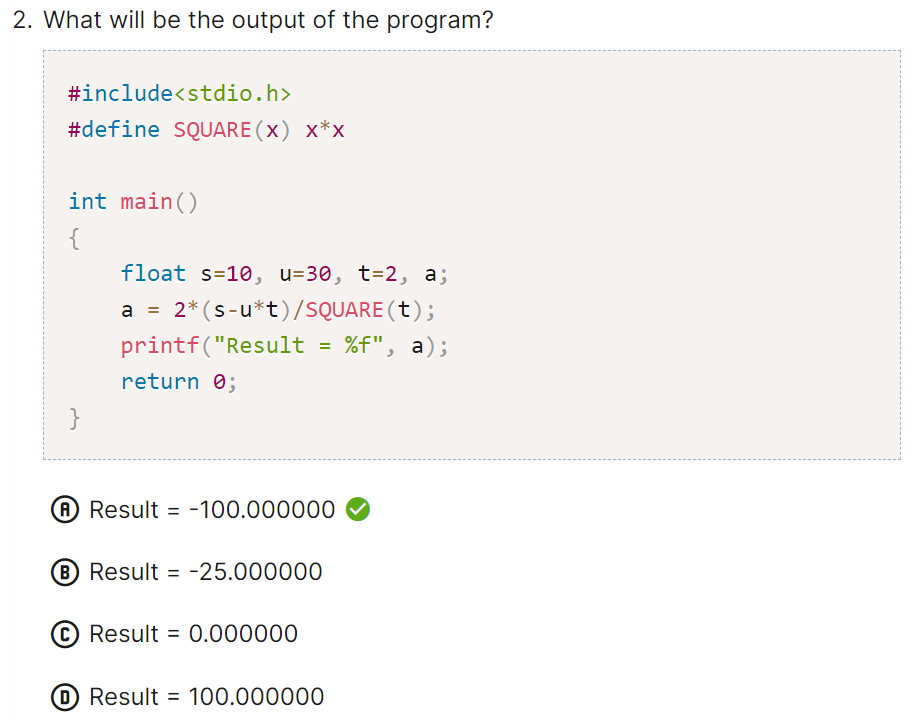 2. What will be the output of the program?
#include<stdio.h>
#define SQUARE(x) x*x
int main()
{
float s=10, u=30, t=2, a;
a = 2*(s-u*t)/SQUARE(t);
printf("Result = %f", a);
return 0;
}
A Result = -100.000000
B Result = -25.000000
C Result = 0.000000
D Result = 100.000000